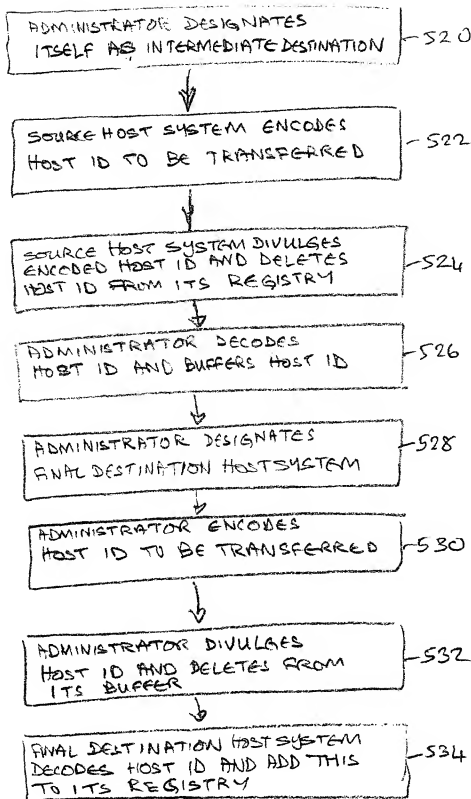 ADMINISTRATOR DESIGNATES
ITSELF AS INTERMEDIATE DESTINATION
520
SOURCE HOST SYSTEM ENCODES
HOST ID TO BE TRANSFERRED
522
SOURCE HOST SYSTEM DIVULGES
ENCODED HOST ID AND DELETES
HOST ID FROM ITS REGISTRY
524
ADMINISTRATOR DECODES
HOST ID AND BUFFERS HOST ID
526
ADMINISTRATOR DESIGNATES
FINAL DESTINATION HOST SYSTEM
528
ADMINISTRATOR ENCODES
HOST ID TO BE TRANSFERRED
530
ADMINISTRATOR DIVULGES
HOST ID AND DELETES FROM
ITS BUFFER
532
FINAL DESTINATION HOST SYSTEM
DECODES HOST ID AND ADD THIS
TO ITS REGISTRY
534